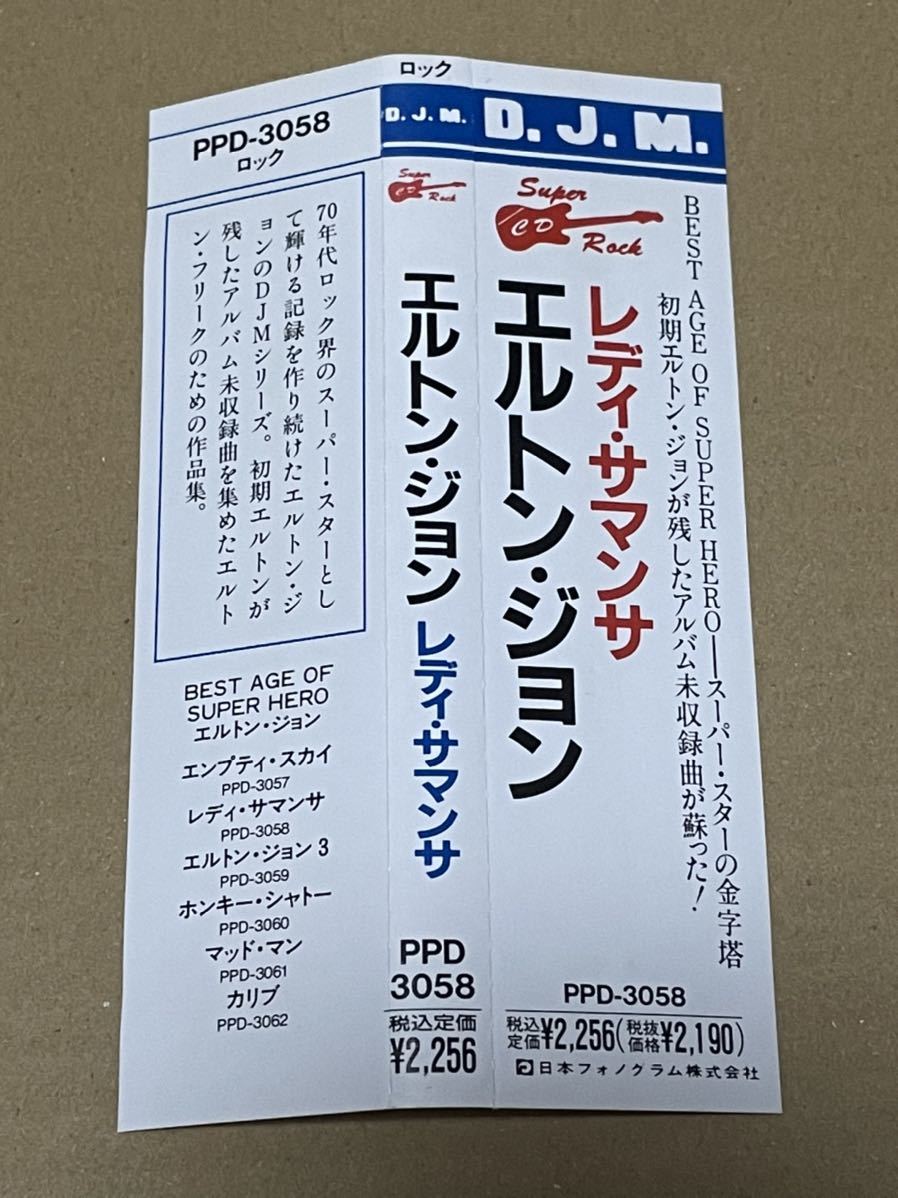 PPD-3058
ロック
70年代ロック界のスーパー・スターとし
て輝ける記録を作り続けたエルトン・ジ
ョンのDJMシリーズ。初期エルトンが
残したアルバム未収録曲を集めたエルト
ン・フリークのための作品集。
BEST AGE OF
SUPER HERO
エルトン・ジョン
エンプティ・スカイ
PPD-3057
レディ・サマンサ
PPD-3058
エルトン・ジョン 3
PPD-3059
ホンキー・シャトー
PPD-3060
マッド・マン
PPD-3061
カリブ
PPD-3062
ロック
D.J.M.
Super
Rock
エルトン・ジョン レディ・サマンサ
PPD
3058
税込定価
¥2,256
D.J.M.
Super
CD
Rock
BEST AGE OF SUPER HERO——スーパー・スターの金字塔
初期エルトン・ジョンが残したアルバム未収録曲が蘇った!
レディ・サマンサ
エルトン・ジョン
PPD-3058
税込定価¥2,256(税抜価格¥2,190)
日本フォノグラム株式会社